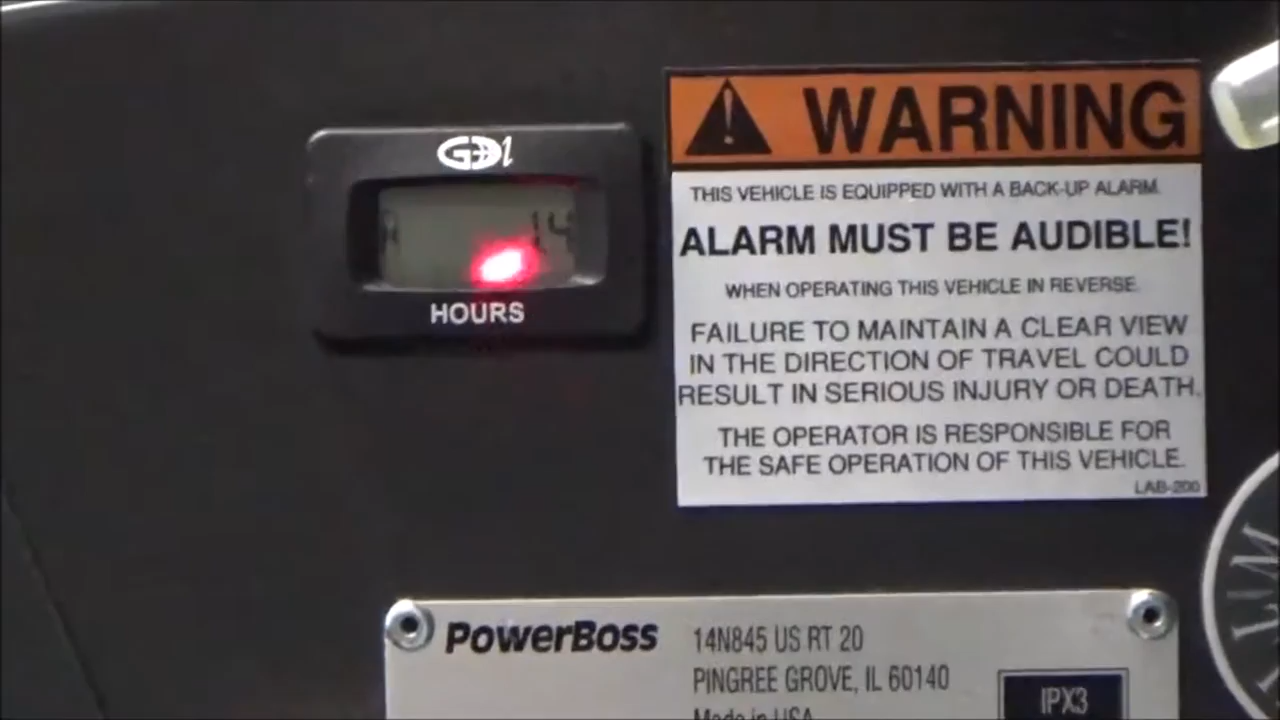 HOURS
WARNING
THIS VEHICLE IS EQUIPPED WITH A BACK-UP ALARM.
ALARM MUST BE AUDIBLE!
WHEN OPERATING THIS VEHICLE IN REVERSE.
FAILURE TO MAINTAIN A CLEAR VIEW
IN THE DIRECTION OF TRAVEL COULD
RESULT IN SERIOUS INJURY OR DEATH.
THE OPERATOR IS RESPONSIBLE FOR
THE SAFE OPERATION OF THIS VEHICLE.
LAB-200
PowerBoss
14N845 US RT 20
PINGREE GROVE, IL 60140
Made in USA
IPX3